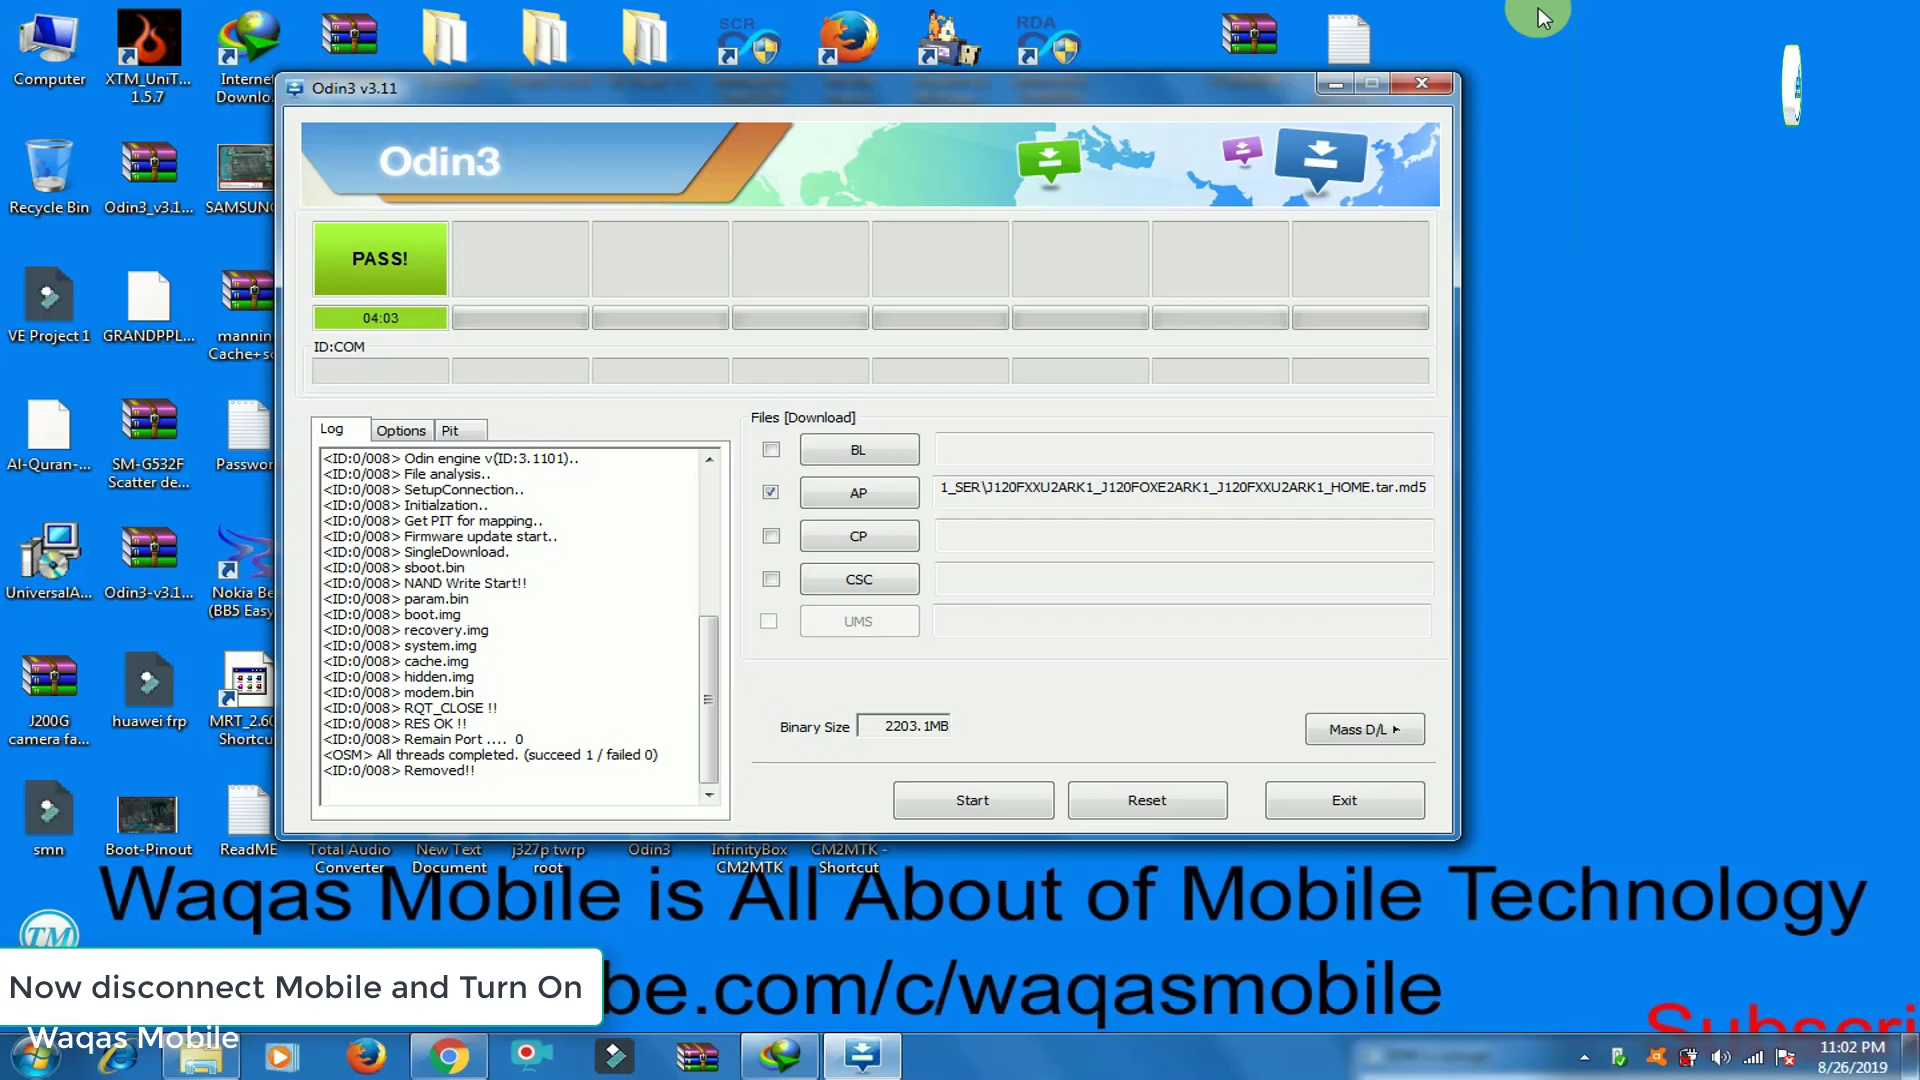 SCR
RDA
Computer
XTM_UniT...
1.5.7
Internet
Downlo...
Recycle Bin
Odin3_v3.1...
SAMSUNG
VE Project 1
GRANDPPL...
mannin
Cache+s
Al-Quran-...
SM-G532F
Scatter de...
Passwor
UniversalA...
Odin3-v3.1...
Nokia Be
(BB5 Easy
J200G
camera fa...
huawei frp
MRT_2.60
Shortcu
smn
Boot-Pinout
ReadME
Total Audio
Converter
New Text
Document
j327p twrp
root
Odin3
InfinityBox
CM2MTK
CM2MTK -
Shortcut
Odin3 v3.11
Odin3
PASS!
04:03
ID:COM
Log
Options
Pit
<ID:0/008> Odin engine v(ID:3.1101)..
<ID:0/008> File analysis..
<ID:0/008> SetupConnection..
<ID:0/008> Initialzation..
<ID:0/008> Get PIT for mapping..
<ID:0/008> Firmware update start..
<ID:0/008> SingleDownload.
<ID:0/008> sboot.bin
<ID:0/008> NAND Write Start!!
<ID:0/008> param.bin
<ID:0/008> boot.img
<ID:0/008> recovery.img
<ID:0/008> system.img
<ID:0/008> cache.img
<ID:0/008> hidden.img
<ID:0/008> modem.bin
<ID:0/008> RQT_CLOSE !!
<ID:0/008> RES OK !!
<ID:0/008> Remain Port .... 0
<OSM> All threads completed. (succeed 1 / failed 0)
<ID:0/008> Removed!!
Files [Download]
BL
AP
1_SER\J120FXXU2ARK1_J120FOXE2ARK1_J120FXXU2ARK1_HOME.tar.md5
CP
CSC
UMS
Binary Size
2203.1MB
Mass D/L
Start
Reset
Exit
Waqas Mobile is All About of Mobile Technology
TM
Now disconnect Mobile and Turn On
be.com/c/waqasmobile
Subscri
Waqas Mobile
11:02 PM
8/26/2019